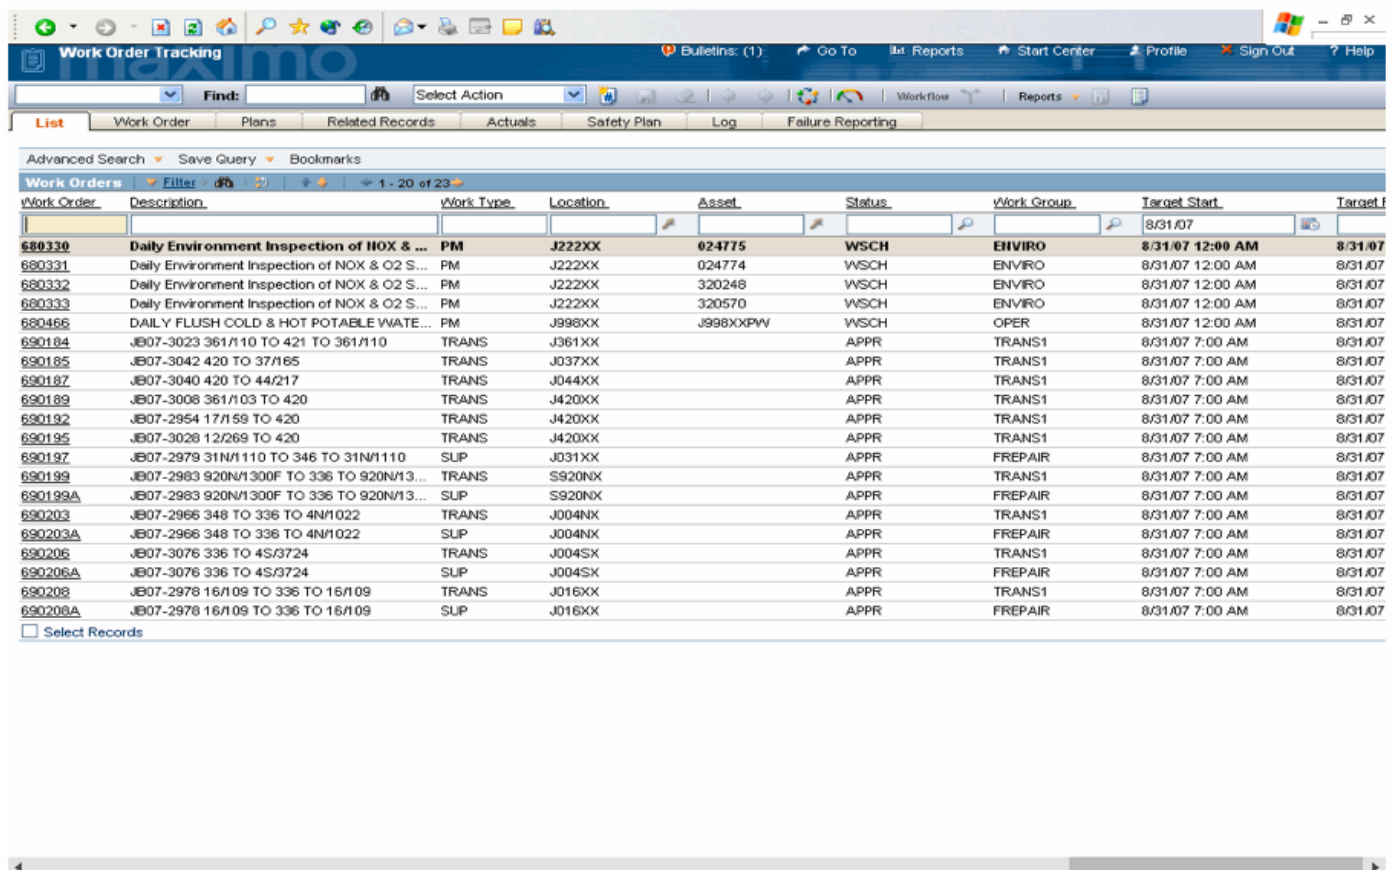 Work Order Tracking
maximo
Bulletins: (1) Go To Reports Start Center Profile Sign Out ? Help
Find: Select Action Workflow Reports
List Work Order Plans Related Records Actuals Safety Plan Log Failure Reporting
Advanced Search Save Query Bookmarks
Work Orders Filter 1 - 20 of 23
Work Order Description Work Type Location Asset Status Work Group Target Start Target F
8/31/07
680330 Daily Environment Inspection of NOX & ... PM J222XX 024775 WSCH ENVIRO 8/31/07 12:00 AM 8/31/07
680331 Daily Environment Inspection of NOX & O2 S... PM J222XX 024774 WSCH ENVIRO 8/31/07 12:00 AM 8/31/07
680332 Daily Environment Inspection of NOX & O2 S... PM J222XX 320248 WSCH ENVIRO 8/31/07 12:00 AM 8/31/07
680333 Daily Environment Inspection of NOX & O2 S... PM J222XX 320570 WSCH ENVIRO 8/31/07 12:00 AM 8/31/07
680466 DAILY FLUSH COLD & HOT POTABLE WATE... PM J998XX J998XXPW WSCH OPER 8/31/07 12:00 AM 8/31/07
690184 JB07-3023 361/110 TO 421 TO 361/110 TRANS J361XX APPR TRANS1 8/31/07 7:00 AM 8/31/07
690185 JB07-3042 420 TO 37/165 TRANS J037XX APPR TRANS1 8/31/07 7:00 AM 8/31/07
690187 JB07-3040 420 TO 44/217 TRANS J044XX APPR TRANS1 8/31/07 7:00 AM 8/31/07
690189 JB07-3008 361/103 TO 420 TRANS J420XX APPR TRANS1 8/31/07 7:00 AM 8/31/07
690192 JB07-2954 17/159 TO 420 TRANS J420XX APPR TRANS1 8/31/07 7:00 AM 8/31/07
690195 JB07-3028 12/269 TO 420 TRANS J420XX APPR TRANS1 8/31/07 7:00 AM 8/31/07
690197 JB07-2979 31N/1110 TO 346 TO 31N/1110 SUP J031XX APPR FREPAIR 8/31/07 7:00 AM 8/31/07
690199 JB07-2983 920N/1300F TO 336 TO 920N/13... TRANS S920NX APPR TRANS1 8/31/07 7:00 AM 8/31/07
690199A JB07-2983 920N/1300F TO 336 TO 920N/13... SUP S920NX APPR FREPAIR 8/31/07 7:00 AM 8/31/07
690203 JB07-2966 348 TO 336 TO 4N/1022 TRANS J004NX APPR TRANS1 8/31/07 7:00 AM 8/31/07
690203A JB07-2966 348 TO 336 TO 4N/1022 SUP J004NX APPR FREPAIR 8/31/07 7:00 AM 8/31/07
690206 JB07-3076 336 TO 4S/3724 TRANS J004SX APPR TRANS1 8/31/07 7:00 AM 8/31/07
690206A JB07-3076 336 TO 4S/3724 SUP J004SX APPR FREPAIR 8/31/07 7:00 AM 8/31/07
690208 JB07-2978 16/109 TO 336 TO 16/109 TRANS J016XX APPR TRANS1 8/31/07 7:00 AM 8/31/07
690208A JB07-2978 16/109 TO 336 TO 16/109 SUP J016XX APPR FREPAIR 8/31/07 7:00 AM 8/31/07
Select Records